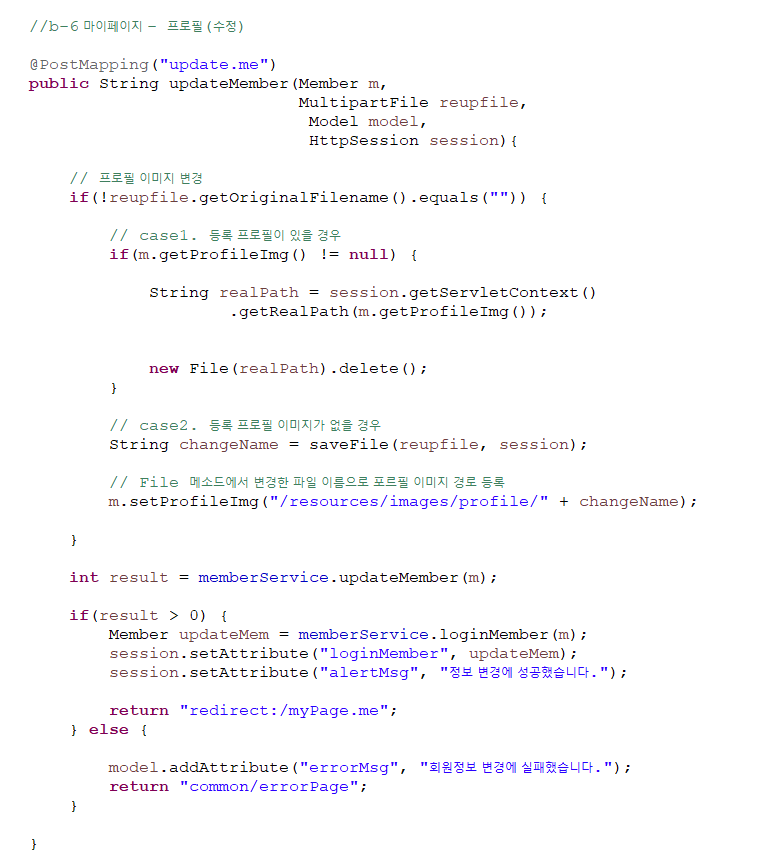 //b-6 마이페이지 - 프로필 (수정)
@PostMapping("update.me")
public String updateMember(Member m,
MultipartFile reupfile,
Model model,
HttpSession session){
// 프로필 이미지 변경
if(!reupfile.getOriginalFilename().equals("")) {
// case1. 등록 프로필이 있을 경우
if(m.getProfileImg() != null) {
String realPath = session.getServletContext()
.getRealPath(m.getProfileImg());
new File(realPath).delete();
}
// case2. 등록 프로필 이미지가 없을 경우
String changeName = saveFile(reupfile, session);
// File 메소드에서 변경한 파일 이름으로 포르필 이미지 경로 등록
m.setProfileImg("/resources/images/profile/" + changeName);
}
int result = memberService.updateMember(m);
if(result > 0) {
Member updateMem = memberService.loginMember(m);
session.setAttribute("loginMember", updateMem);
session.setAttribute("alertMsg", "정보 변경에 성공했습니다.");
return "redirect:/myPage.me";
} else {
model.addAttribute("errorMsg", "회원정보 변경에 실패했습니다.");
return "common/errorPage";
}
}